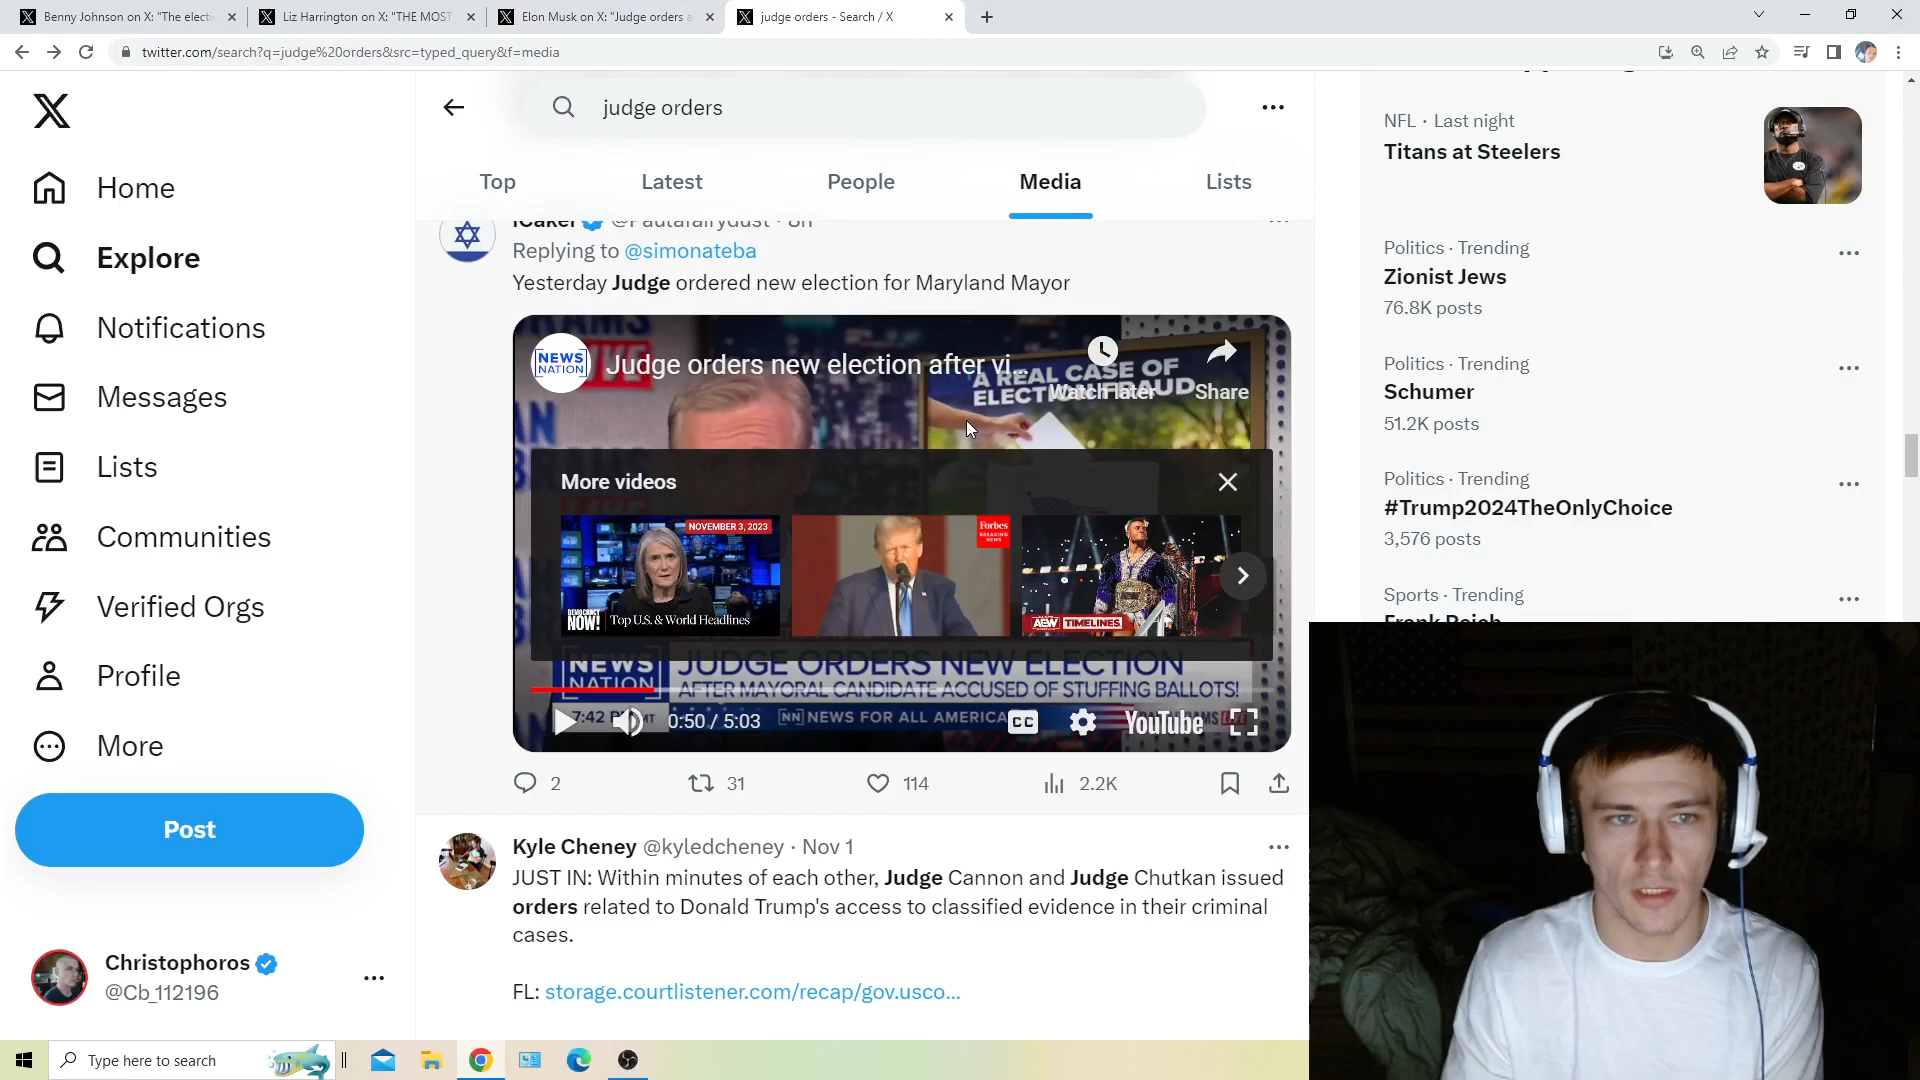 Benny Johnson on X: "The electi
Liz Harrington on X: "THE MOST
Elon Musk on X: "Judge orders a
judge orders - Search / X
twitter.com/search?q=judge%20orders&src=typed_query&f=media
judge orders
Top
Latest
People
Media
Lists
Home
Explore
Notifications
Messages
Lists
Communities
Verified Orgs
Profile
More
Post
Christophoros
@Cb_112196
iCakei @Pautafairydust · 8h
Replying to @simonateba
Yesterday Judge ordered new election for Maryland Mayor
NEWS
NATION
Judge orders new election after vi...
Watch later
Share
A REAL CASE OF
ELECTION FRAUD
More videos
NOVEMBER 3, 2023
DEMOCRACY
NOW!
Top U.S. & World Headlines
Forbes
BREAKING
NEWS
AEW TIMELINES
NEWS
NATION
JUDGE ORDERS NEW ELECTION
AFTER MAYORAL CANDIDATE ACCUSED OF STUFFING BALLOTS!
0:50 / 5:03
NEWS FOR ALL AMERICA
CC
YouTube
2
31
114
2.2K
Kyle Cheney @kyledcheney · Nov 1
JUST IN: Within minutes of each other, Judge Cannon and Judge Chutkan issued
orders related to Donald Trump's access to classified evidence in their criminal
cases.
FL: storage.courtlistener.com/recap/gov.usco...
NFL · Last night
Titans at Steelers
Politics · Trending
Zionist Jews
76.8K posts
Politics · Trending
Schumer
51.2K posts
Politics · Trending
#Trump2024TheOnlyChoice
3,576 posts
Sports · Trending
Frank Reich
Type here to search